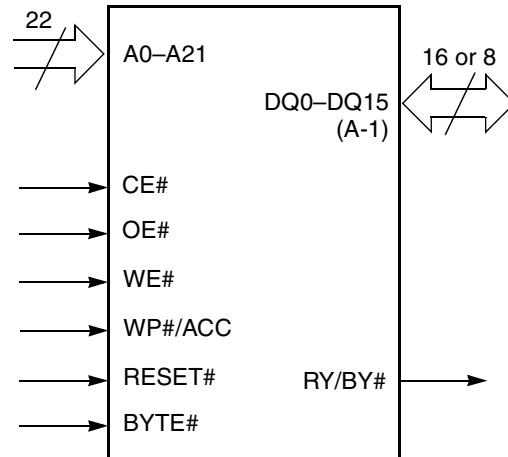 22
A0–A21
16 or 8
DQ0–DQ15
(A-1)
CE#
OE#
WE#
WP#/ACC
RESET#
RY/BY#
BYTE#